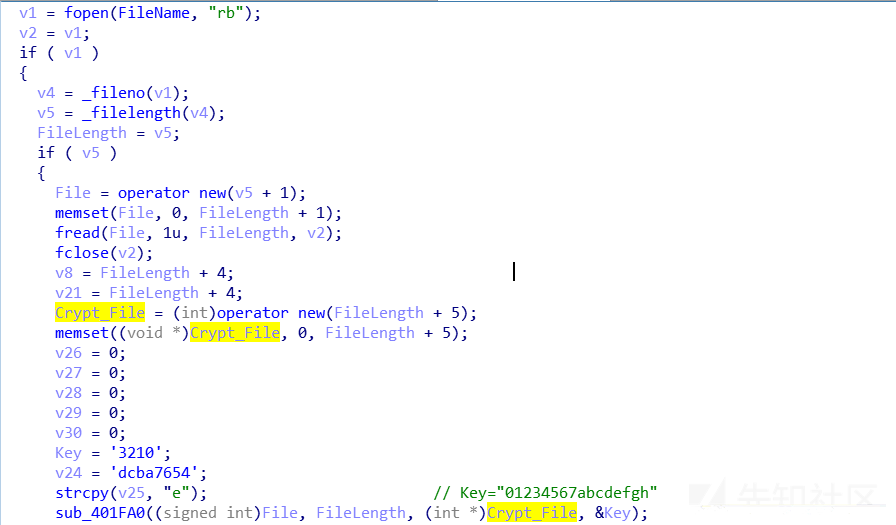 v1 = fopen(FileName, "rb");
v2 = v1;
if ( v1 )
{
v4 = _fileno(v1);
v5 = _filelength(v4);
FileLength = v5;
if ( v5 )
{
File = operator new(v5 + 1);
memset(File, 0, FileLength + 1);
fread(File, 1u, FileLength, v2);
fclose(v2);
v8 = FileLength + 4;
v21 = FileLength + 4;
Crypt_File = (int)operator new(FileLength + 5);
memset((void *)Crypt_File, 0, FileLength + 5);
v26 = 0;
v27 = 0;
v28 = 0;
v29 = 0;
v30 = 0;
Key = '3210';
v24 = 'dcba7654';
strcpy(v25, "e"); // Key="01234567abcdefgh"
sub_401FA0((signed int)File, FileLength, (int *)Crypt_File, &Key);
先知社区